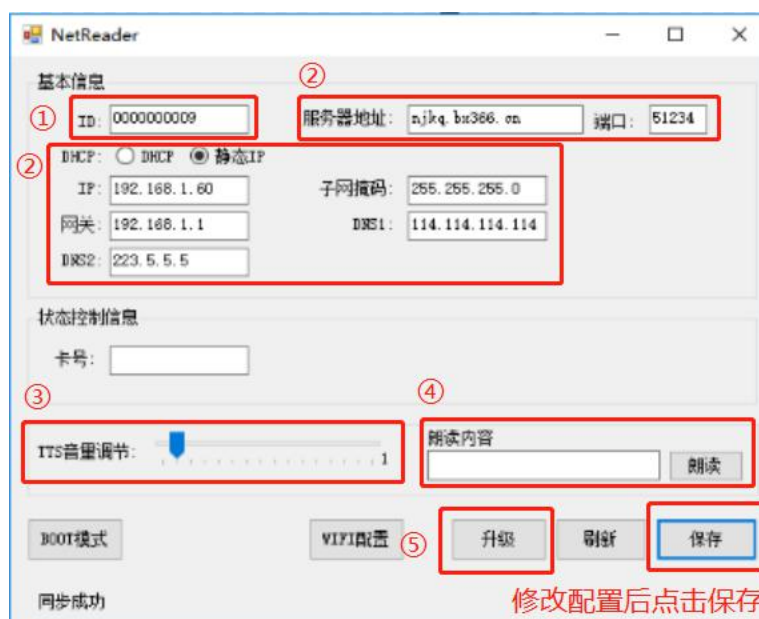 NetReader
基本信息
②
① ID: 0000000009 服务器地址: njkq.bx366.cn 端口: 51234
② DHCP: DHCP 静态IP
IP: 192.168.1.60 子网掩码: 255.255.255.0
网关: 192.168.1.1 DNS1: 114.114.114.114
DNS2: 223.5.5.5
状态控制信息
卡号:
③ ④
TTS音量调节: 1 朗读内容
朗读
BOOT模式 WIFI配置 ⑤ 升级 刷新 保存
同步成功 修改配置后点击保存